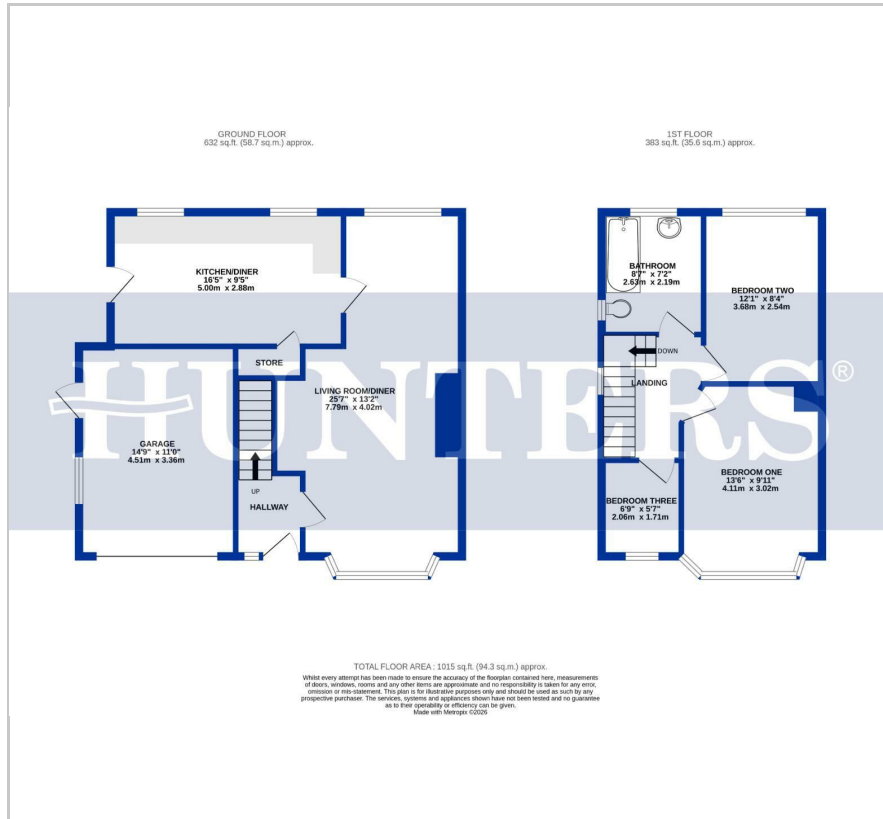 GROUND FLOOR
632 sq.ft. (58.7 sq.m.) approx.
1ST FLOOR
383 sq.ft. (35.6 sq.m.) approx.
KITCHEN/DINER
16'5" x 9'5"
5.00m x 2.88m
STORE
LIVING ROOM/DINER
25'7" x 13'2"
7.79m x 4.02m
GARAGE
14'9" x 11'0"
4.51m x 3.36m
UP
HALLWAY
BATHROOM
8'7" x 7'2"
2.63m x 2.19m
BEDROOM TWO
12'1" x 8'4"
3.68m x 2.54m
DOWN
LANDING
BEDROOM ONE
13'6" x 9'11"
4.11m x 3.02m
BEDROOM THREE
6'9" x 5'7"
2.06m x 1.71m
HUNTERS®
TOTAL FLOOR AREA : 1015 sq.ft. (94.3 sq.m.) approx.
Whilst every attempt has been made to ensure the accuracy of the floorplan contained here, measurements
of doors, windows, rooms and any other items are approximate and no responsibility is taken for any error,
omission or mis-statement. This plan is for illustrative purposes only and should be used as such by any
prospective purchaser. The services, systems and appliances shown have not been tested and no guarantee
as to their operability or efficiency can be given.
Made with Metropix ©2026